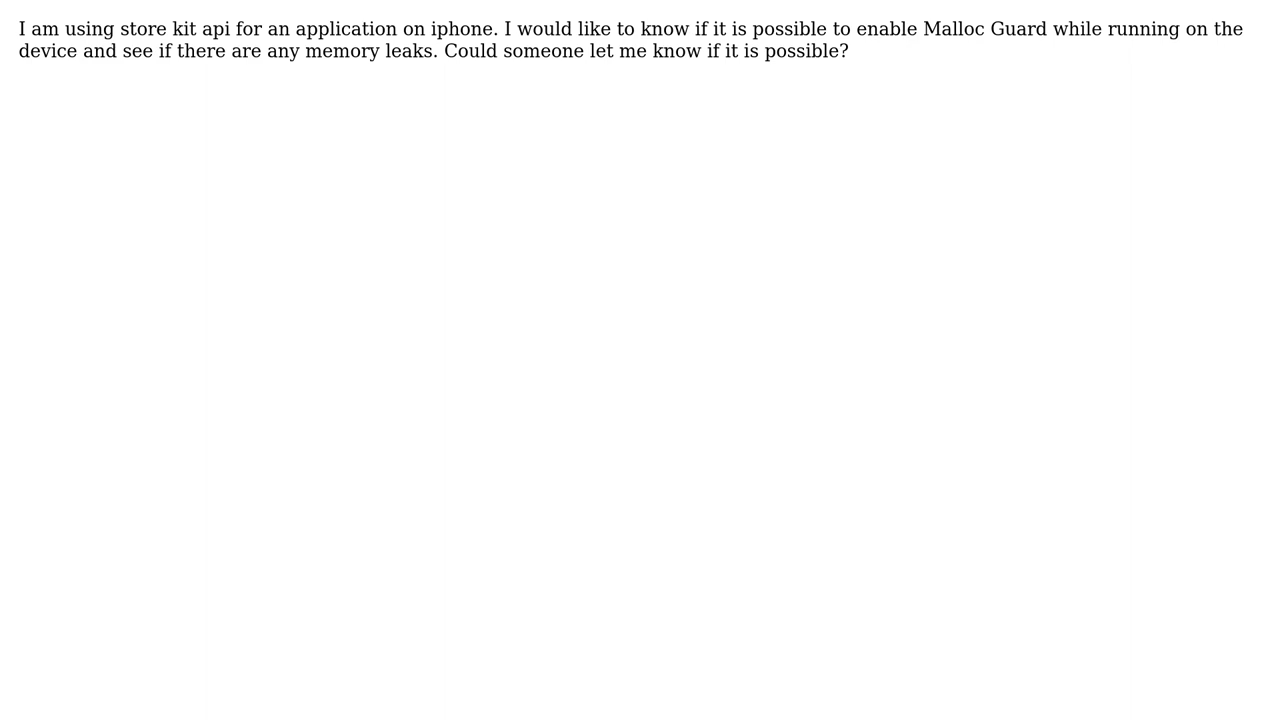 I am using store kit api for an application on iphone. I would like to know if it is possible to enable Malloc Guard while running on the
device and see if there are any memory leaks. Could someone let me know if it is possible?